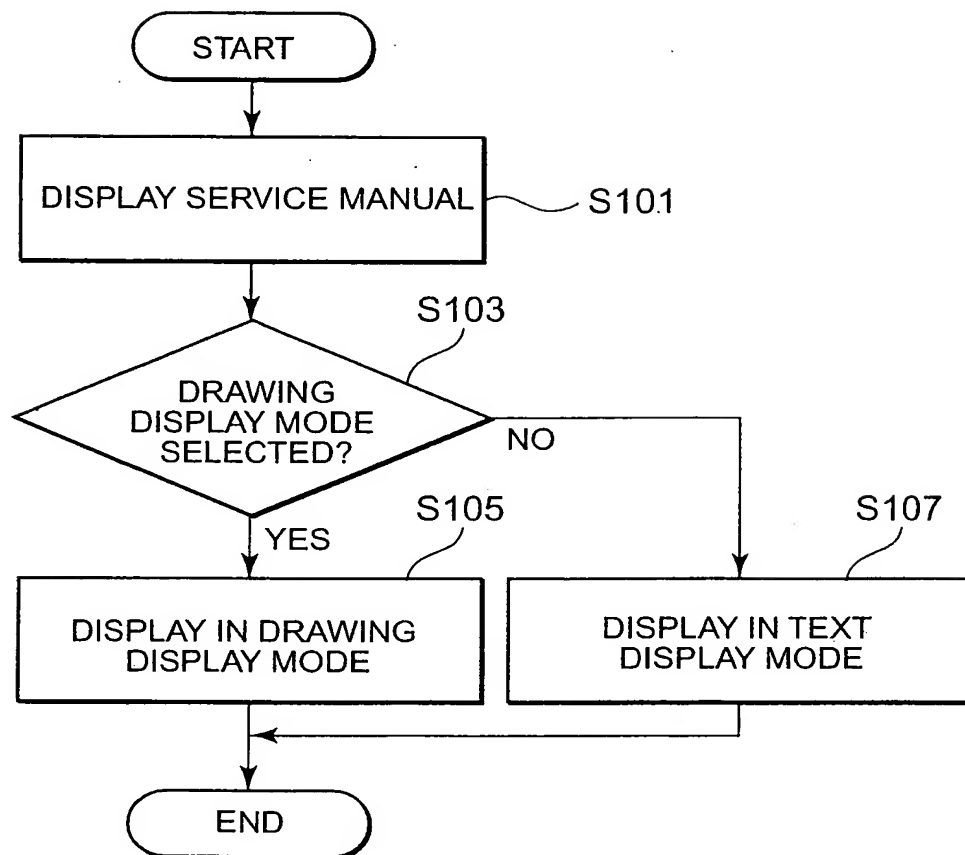 START
DISPLAY SERVICE MANUAL
S101
S103
DRAWING
DISPLAY MODE
SELECTED?
NO
YES
S105
S107
DISPLAY IN DRAWING
DISPLAY MODE
DISPLAY IN TEXT
DISPLAY MODE
END